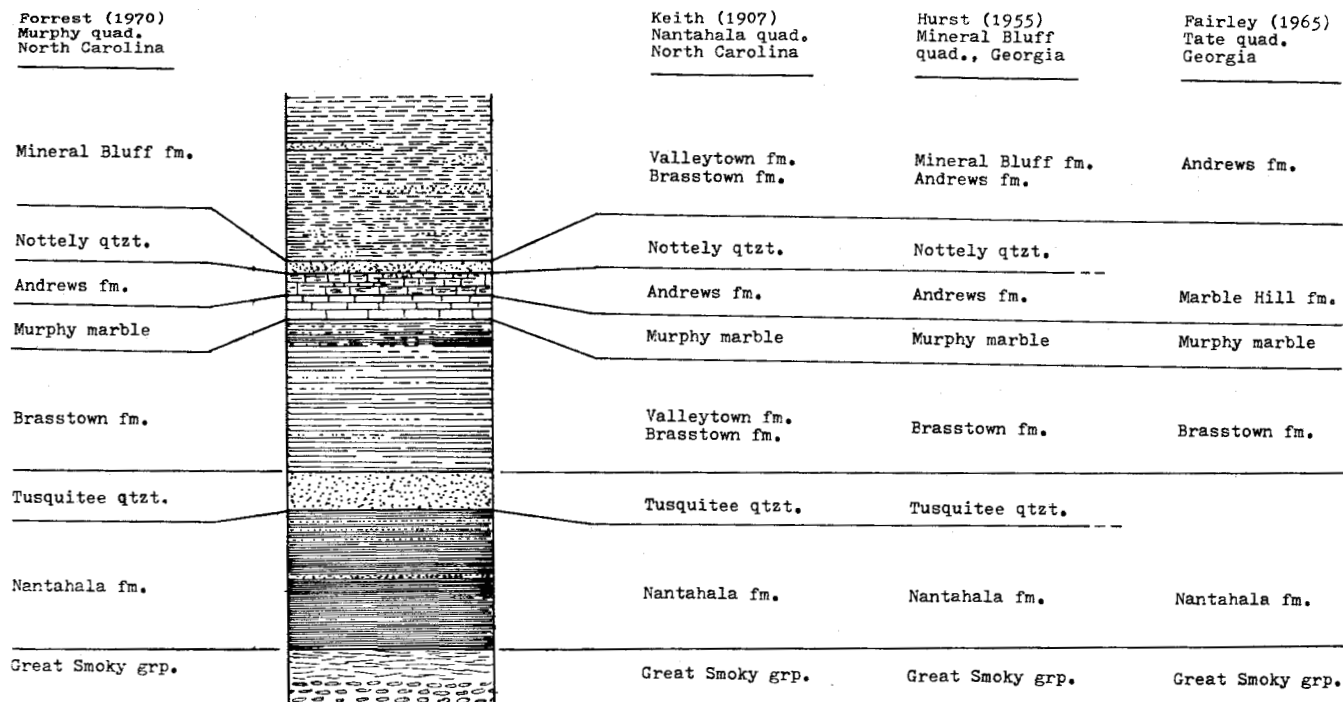 Forrest (1970)
Murphy quad.
North Carolina
Keith (1907)
Nantahala quad.
North Carolina
Hurst (1955)
Mineral Bluff
quad., Georgia
Fairley (1965)
Tate quad.
Georgia
Mineral Bluff fm.
Valleytown fm.
Brasstown fm.
Mineral Bluff fm.
Andrews fm.
Andrews fm.
Nottely qtzt.
Nottely qtzt.
Nottely qtzt.
Andrews fm.
Andrews fm.
Andrews fm.
Marble Hill fm.
Murphy marble
Murphy marble
Murphy marble
Murphy marble
Brasstown fm.
Valleytown fm.
Brasstown fm.
Brasstown fm.
Brasstown fm.
Tusquitee qtzt.
Tusquitee qtzt.
Tusquitee qtzt.
Nantahala fm.
Nantahala fm.
Nantahala fm.
Nantahala fm.
Great Smoky grp.
Great Smoky grp.
Great Smoky grp.
Great Smoky grp.